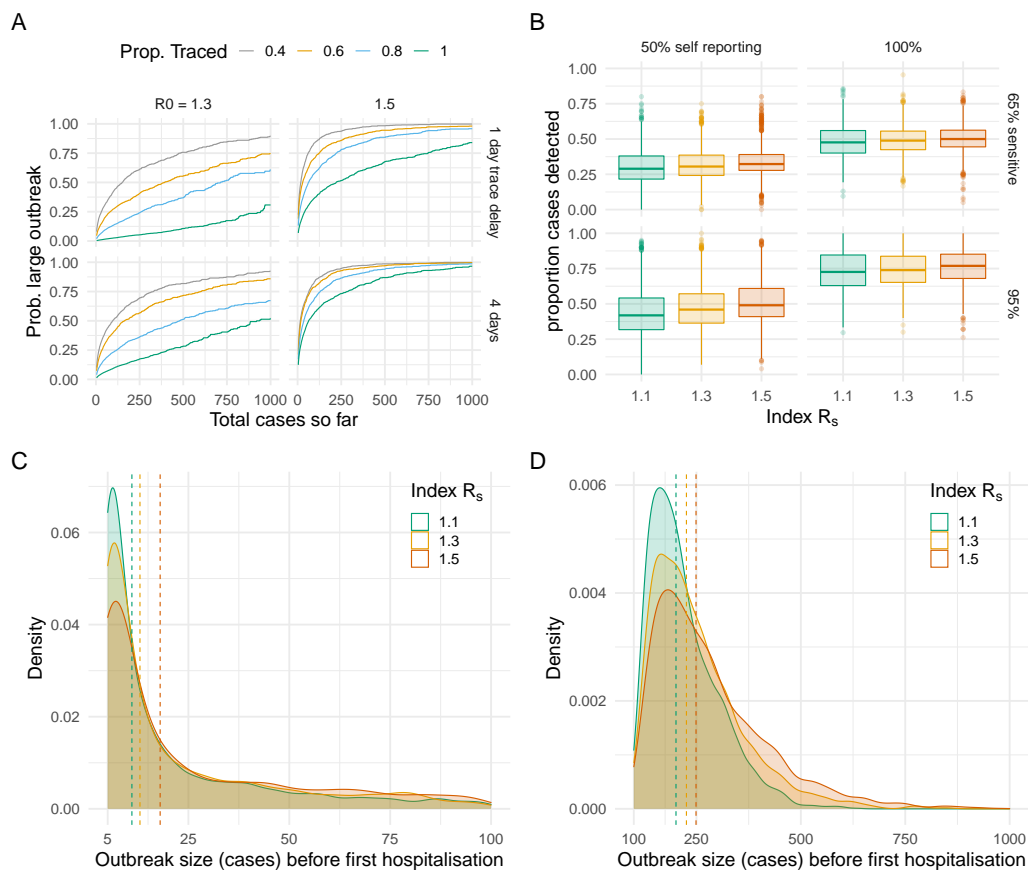 A
Prop. Traced 0.4 0.6 0.8 1
R0 = 1.3 1.5
Prob. large outbreak
1.00
0.75
0.50
0.25
0.00
1 day trace delay
1.00
0.75
0.50
0.25
0.00
4 days
0 250 500 750 1000 0 250 500 750 1000
Total cases so far
B
50% self reporting 100%
proportion cases detected
1.00
0.75
0.50
0.25
0.00
65% sensitive
1.00
0.75
0.50
0.25
0.00
95%
1.1 1.3 1.5 1.1 1.3 1.5
Index Rs
C
Index Rs
1.1
1.3
1.5
Density
0.06
0.04
0.02
0.00
5 25 50 100
Outbreak size (cases) before first hospitalisation
D
Index Rs
1.1
1.3
1.5
Density
0.006
0.004
0.002
0.000
100 250 500 750 1000
Outbreak size (cases) before first hospitalisation